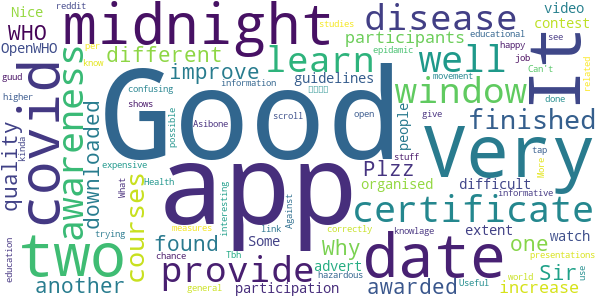 Nice
reddit
midnight
disease
video
studies
educational
contest
happy
see
WHO
OpenWHO
different
learn
well
participants
per
know
epidamic
job
Can't
guud
improve
guidelines
movement
related
higher
confusing
information
window
done
It
covid
awareness
Good
shows
Asibone
scroll
open
people
give
finished
quality
kinda
downloaded
possible
Very
tap
stuff
Plzz
expensive
What
Health
app
organised
difficult
More
informative
courses
interesting
Against
certificate
two
found
link
Some
Why
date
knowlage
extent
one
watch
education
trying
measures
correctly
chance
Tbh
advert
awarded
Sir
use
presentations
another
provide
general
hazardous
participation
Useful
world
increase